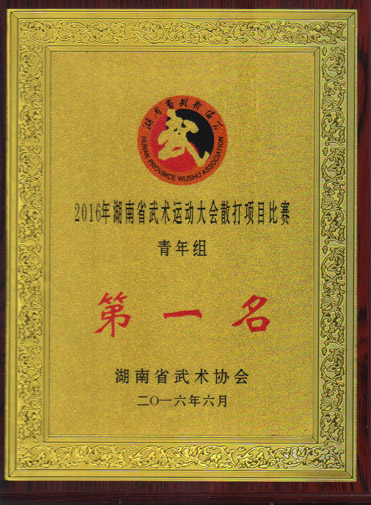 湖南省武术协会
HUNAN PROVINCE WUSHU ASSOCIATION
2016年湖南省武术运动大会散打项目比赛
青年组
第一名
湖南省武术协会
二〇一六年六月